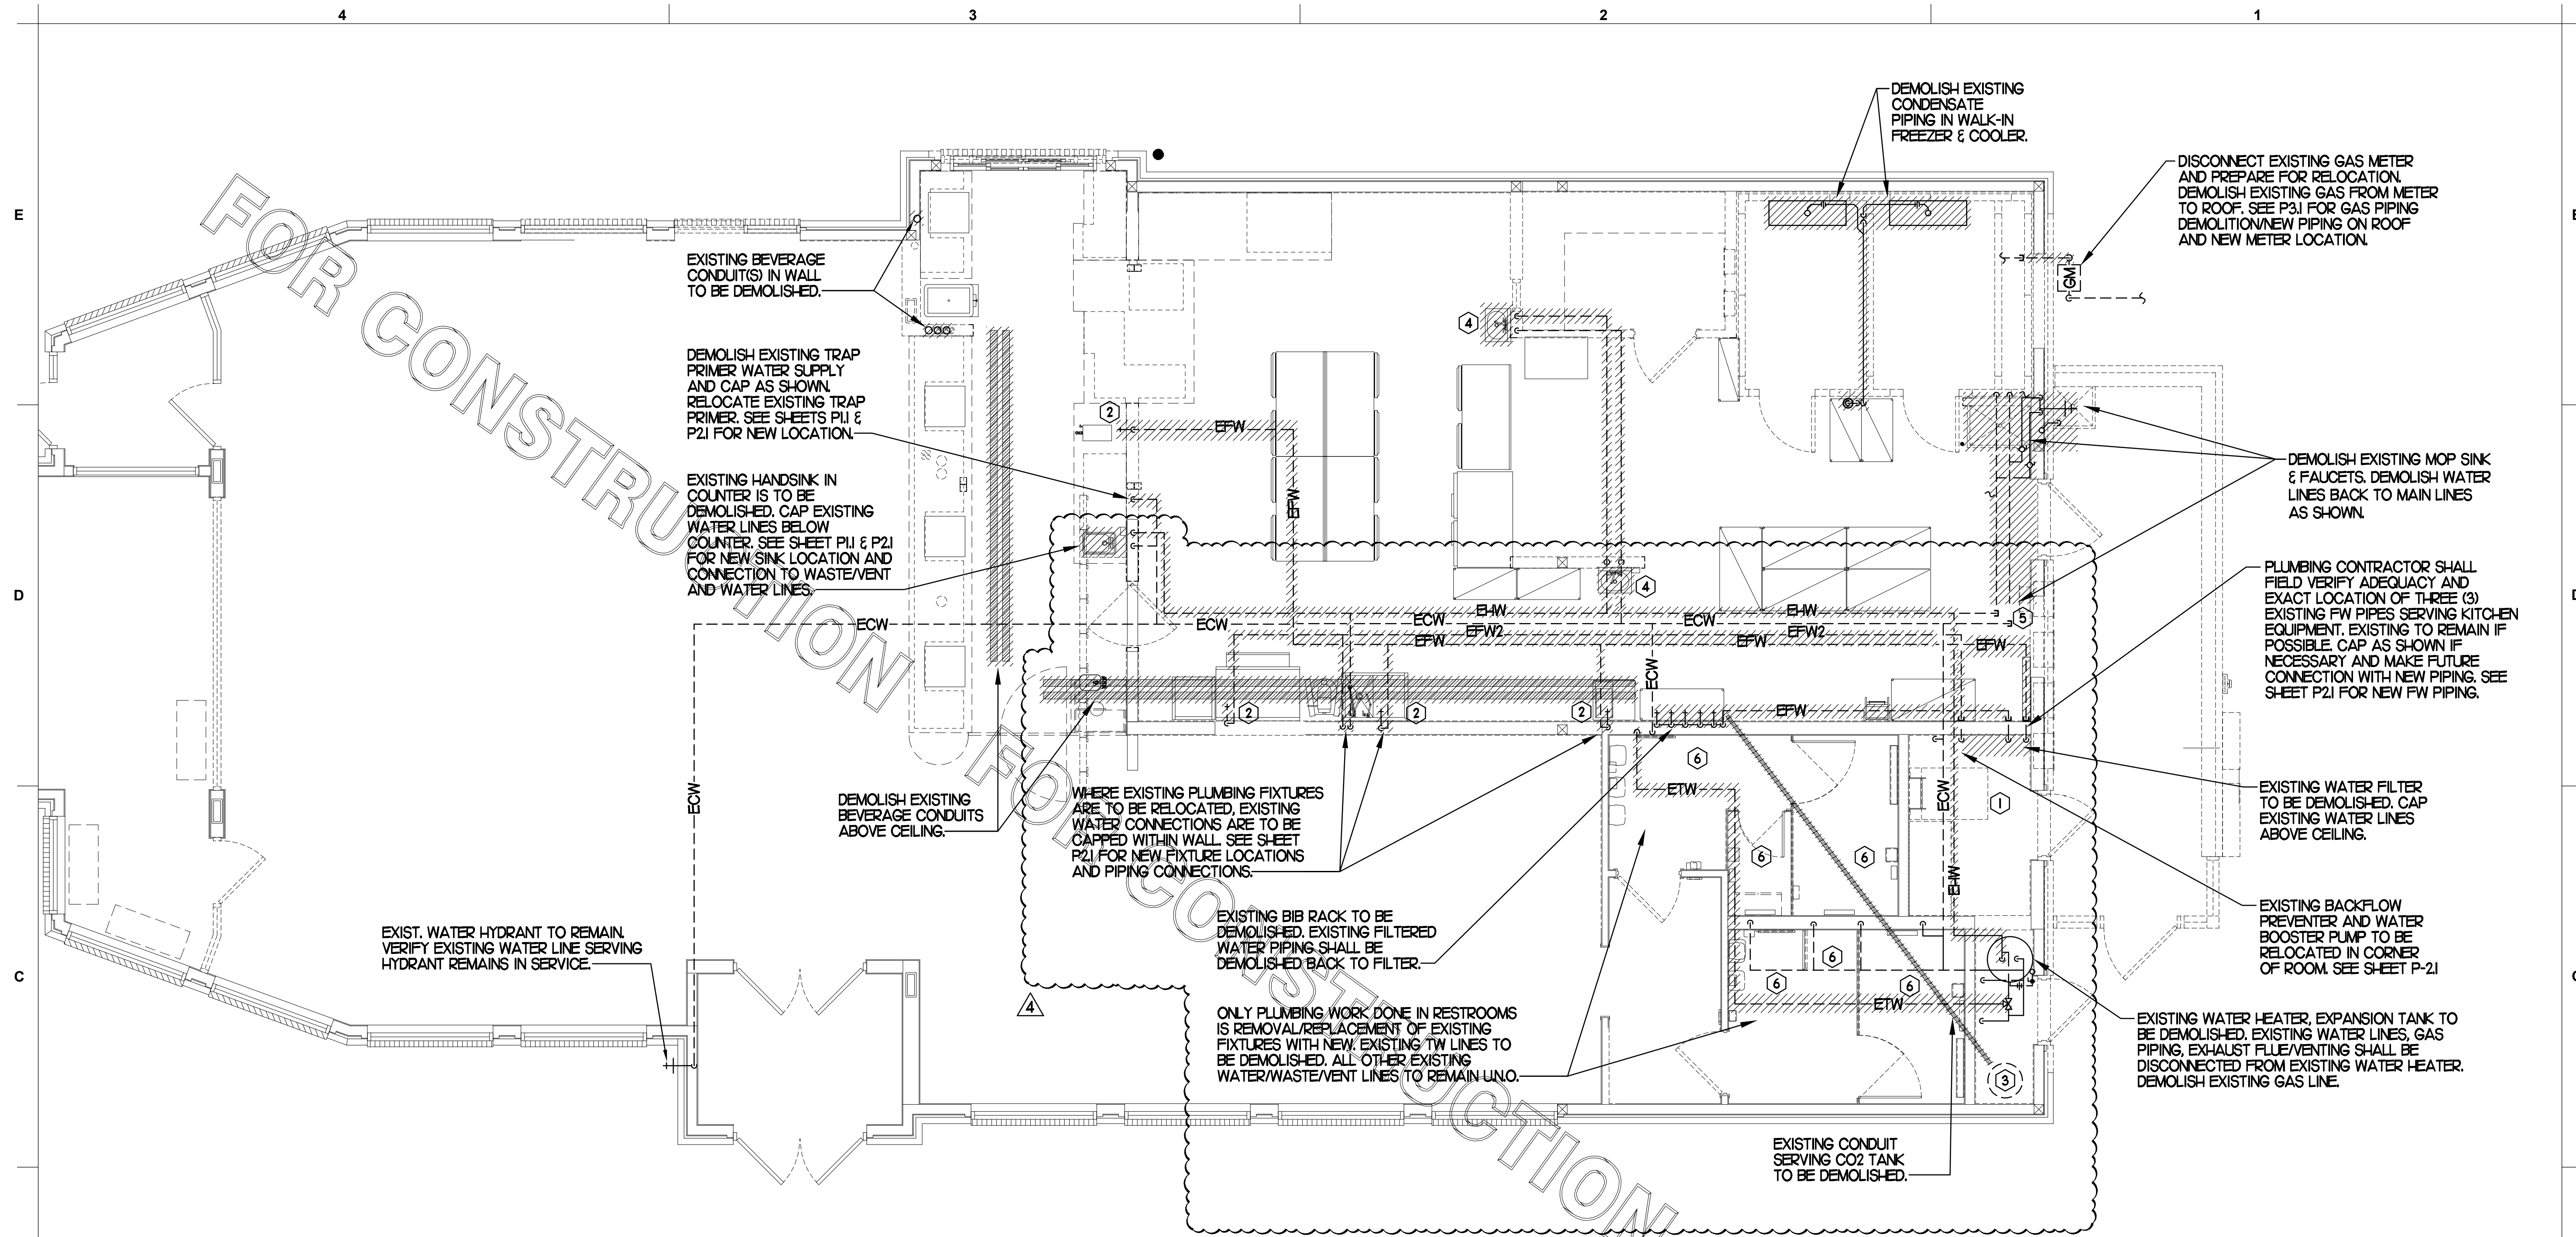 4
3
2
1
E
D
C
DEMOLISH EXISTING
CONDENSATE
PIPING IN WALK-IN
FREEZER & COOLER.
DISCONNECT EXISTING GAS METER
AND PREPARE FOR RELOCATION.
DEMOLISH EXISTING GAS FROM METER
TO ROOF. SEE P3.1 FOR GAS PIPING
DEMOLITION/NEW PIPING ON ROOF
AND NEW METER LOCATION.
GM
EXISTING BEVERAGE
CONDUIT(S) IN WALL
TO BE DEMOLISHED.
DEMOLISH EXISTING TRAP
PRIMER WATER SUPPLY
AND CAP AS SHOWN.
RELOCATE EXISTING TRAP
PRIMER. SEE SHEETS P1.1 &
P2.1 FOR NEW LOCATION.
EXISTING HANDSINK IN
COUNTER IS TO BE
DEMOLISHED. CAP EXISTING
WATER LINES BELOW
COUNTER. SEE SHEET P1.1 & P2.1
FOR NEW SINK LOCATION AND
CONNECTION TO WASTE/VENT
AND WATER LINES.
DEMOLISH EXISTING MOP SINK
& FAUCETS. DEMOLISH WATER
LINES BACK TO MAIN LINES
AS SHOWN.
PLUMBING CONTRACTOR SHALL
FIELD VERIFY ADEQUACY AND
EXACT LOCATION OF THREE (3)
EXISTING FW PIPES SERVING KITCHEN
EQUIPMENT. EXISTING TO REMAIN IF
POSSIBLE. CAP AS SHOWN IF
NECESSARY AND MAKE FUTURE
CONNECTION WITH NEW PIPING. SEE
SHEET P2.1 FOR NEW FW PIPING.
DEMOLISH EXISTING
BEVERAGE CONDUITS
ABOVE CEILING.
WHERE EXISTING PLUMBING FIXTURES
ARE TO BE RELOCATED, EXISTING
WATER CONNECTIONS ARE TO BE
CAPPED WITHIN WALL. SEE SHEET
P2.1 FOR NEW FIXTURE LOCATIONS
AND PIPING CONNECTIONS.
EXISTING WATER FILTER
TO BE DEMOLISHED. CAP
EXISTING WATER LINES
ABOVE CEILING.
EXISTING BACKFLOW
PREVENTER AND WATER
BOOSTER PUMP TO BE
RELOCATED IN CORNER
OF ROOM. SEE SHEET P-2.1
EXIST. WATER HYDRANT TO REMAIN.
VERIFY EXISTING WATER LINE SERVING
HYDRANT REMAINS IN SERVICE.
EXISTING BIB RACK TO BE
DEMOLISHED. EXISTING FILTERED
WATER PIPING SHALL BE
DEMOLISHED BACK TO FILTER.
ONLY PLUMBING WORK DONE IN RESTROOMS
IS REMOVAL/REPLACEMENT OF EXISTING
FIXTURES WITH NEW. EXISTING TW LINES TO
BE DEMOLISHED. ALL OTHER EXISTING
WATER/WASTE/VENT LINES TO REMAIN U.N.O.
EXISTING WATER HEATER, EXPANSION TANK TO
BE DEMOLISHED. EXISTING WATER LINES, GAS
PIPING, EXHAUST FLUE/VENTING SHALL BE
DISCONNECTED FROM EXISTING WATER HEATER.
DEMOLISH EXISTING GAS LINE.
EXISTING CONDUIT
SERVING CO2 TANK
TO BE DEMOLISHED.
FOR CONSTRUCTION
FOR CONSTRUCTION
4
2
4
EFW
EFW
4
EHW
EHW
5
ECW
ECW
ECW
ECW
EFW
EFW2
EFW
EFW2
EFW
ECW
2
2
2
EFW
6
ECW
ETW
1
ECW
6
6
EHW
6
6
6
ETW
3
4